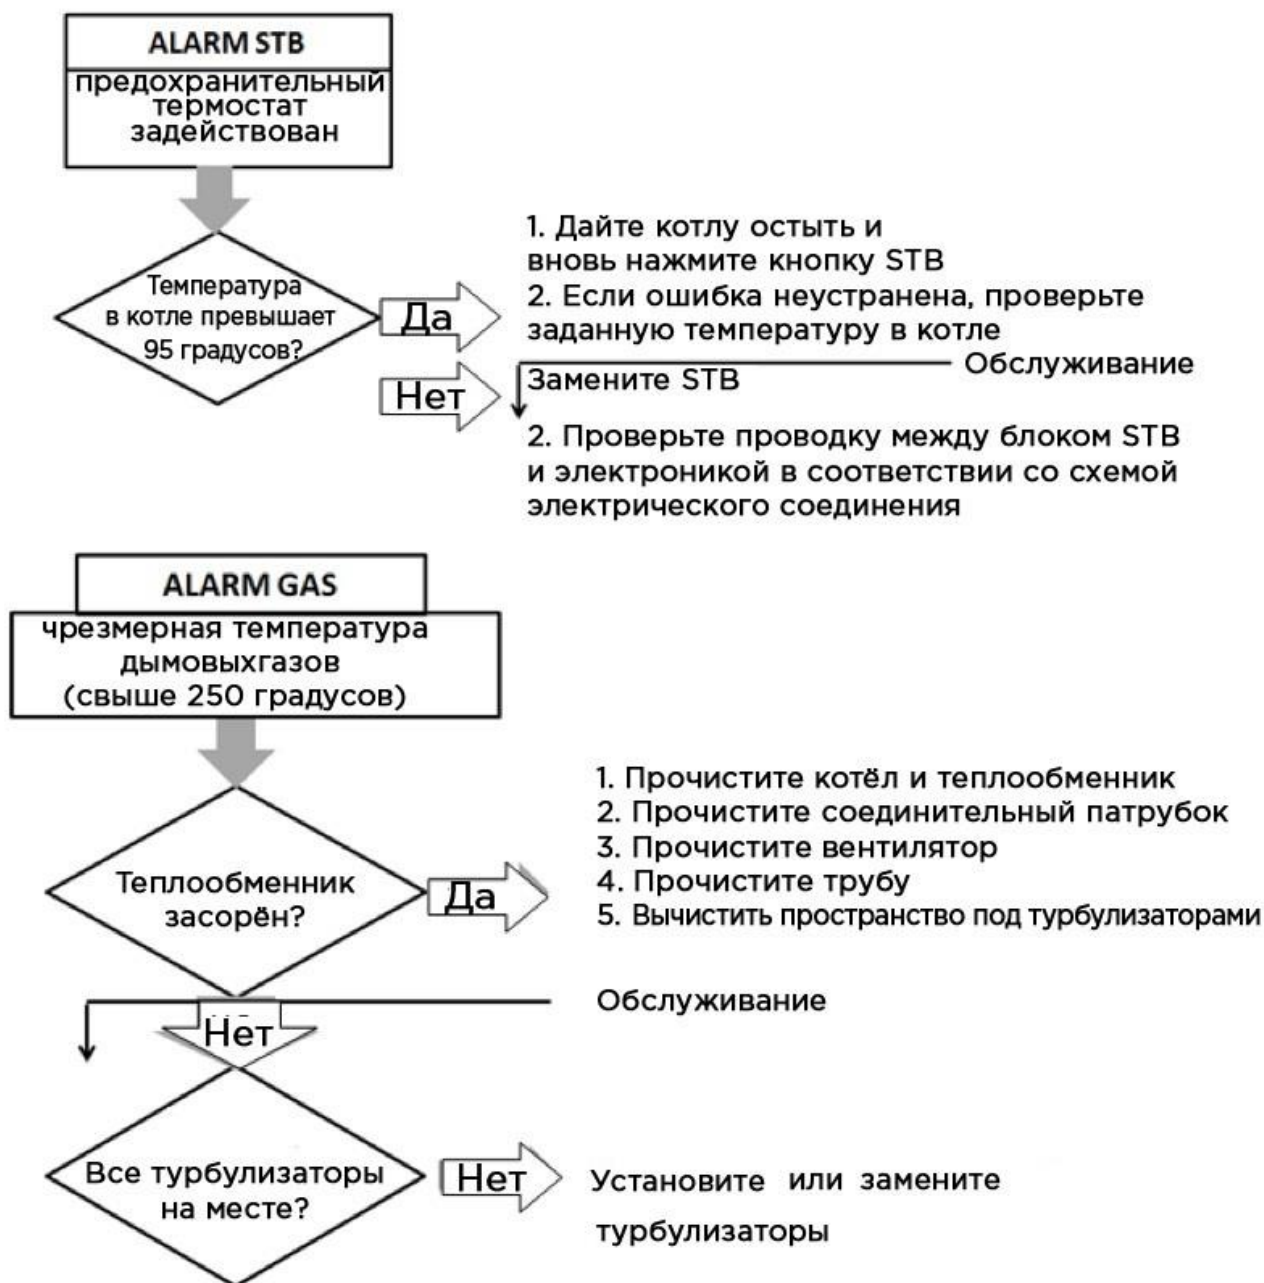 ALARM STB
предохранительный
термостат
задействован
Температура
в котле превышает
95 градусов?
Да
1. Дайте котлу остыть и
вновь нажмите кнопку STB
2. Если ошибка неустранена, проверьте
заданную температуру в котле
Обслуживание
Нет
Замените STB
2. Проверьте проводку между блоком STB
и электроникой в соответствии со схемой
электрического соединения
ALARM GAS
чрезмерная температура
дымовыхгазов
(свыше 250 градусов)
Теплообменник
засорён?
Да
1. Прочистите котёл и теплообменник
2. Прочистите соединительный патрубок
3. Прочистите вентилятор
4. Прочистите трубу
5. Вычистить пространство под турбулизаторами
Обслуживание
Нет
Все турбулизаторы
на месте?
Нет
Установите или замените
турбулизаторы